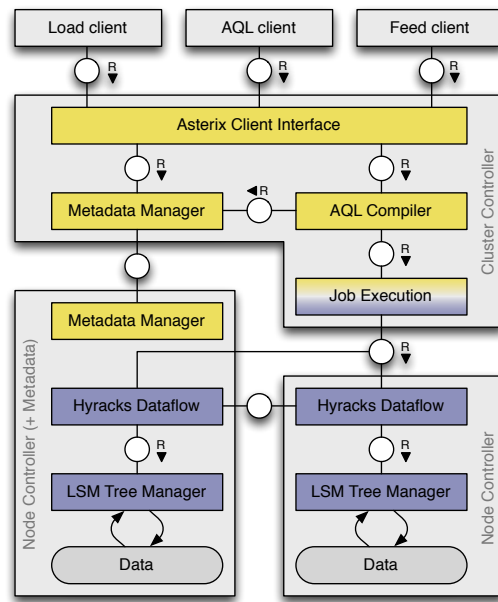 Load client
AQL client
Feed client
R
R
R
Asterix Client Interface
R
R
R
Metadata Manager
AQL Compiler
Cluster Controller
R
Job Execution
Metadata Manager
R
Node Controller (+ Metadata)
Hyracks Dataflow
Hyracks Dataflow
R
R
Node Controller
LSM Tree Manager
LSM Tree Manager
Data
Data